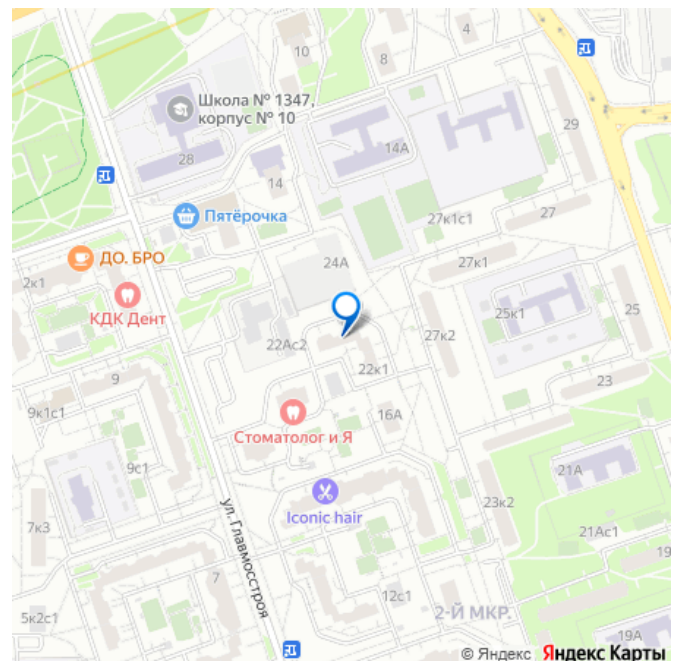 4
10
8
Школа № 1347,
корпус № 10
29
14А
28
14
27к1с1
27
Пятёрочка
ДО. БРО
24А
27к1
2к1
КДК Дент
25к1
25
27к2
22Ас2
22к1
9
23
9к1с1
16А
Стоматолог и Я
9с1
21А
Iconic hair
23к2
7к3
ул. Главмосстроя
21Ас1
19
7
12с1
2-Й МКР.
5к2с1
19А
© Яндекс Яндекс Карты